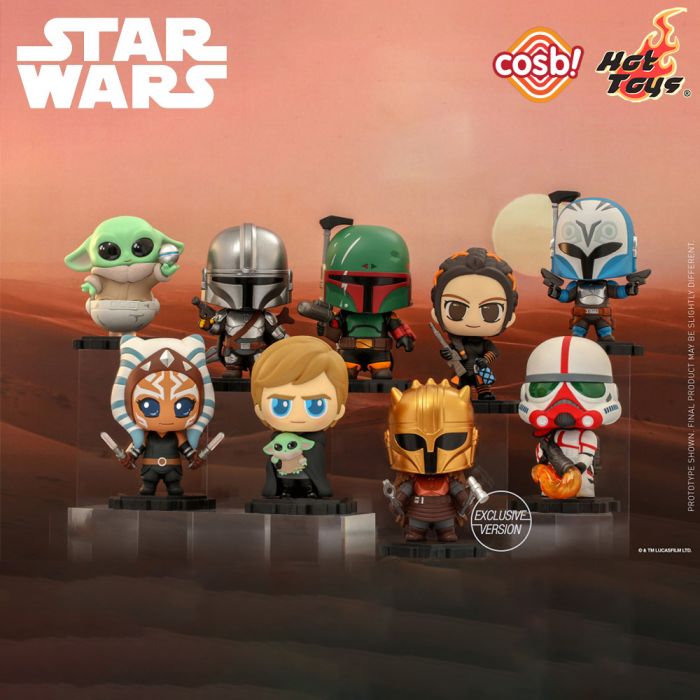 STAR
WARS
cosb!
Hot
Toys®
PROTOTYPE SHOWN. FINAL PRODUCT MAY BE SLIGHTLY DIFFERENT.
EXCLUSIVE
VERSION
© & TM LUCASFILM LTD.